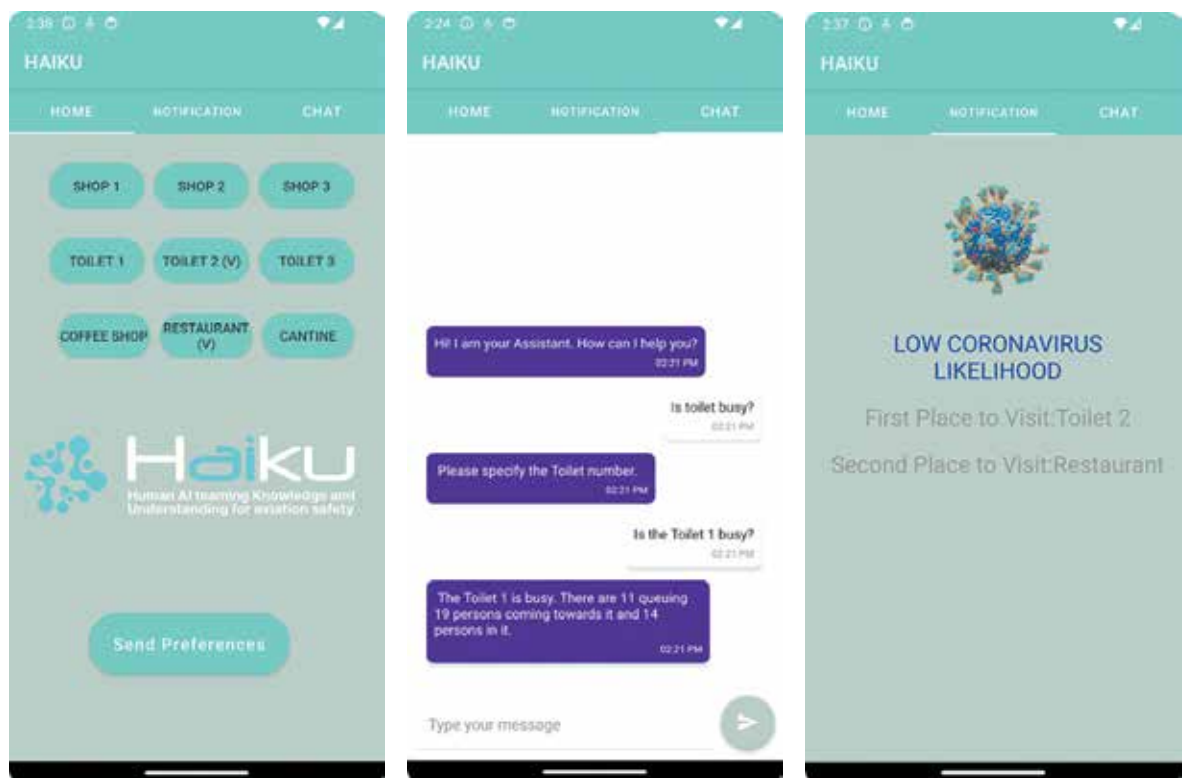 2:38
HAIKU
HOME NOTIFICATION CHAT
SHOP 1 SHOP 2 SHOP 3
TOILET 1 TOILET 2 (V) TOILET 3
COFFEE SHOP RESTAURANT (V) CANTINE
Haiku
Human AI teaming Knowledge and
Understanding for aviation safety
Send Preferences
2:24
HAIKU
HOME NOTIFICATION CHAT
Hi! I am your Assistant. How can I help you?
02:21 PM
Is toilet busy?
02:21 PM
Please specify the Toilet number.
02:21 PM
Is the Toilet 1 busy?
02:21 PM
The Toilet 1 is busy. There are 11 queuing
19 persons coming towards it and 14
persons in it.
02:21 PM
Type your message
2:37
HAIKU
HOME NOTIFICATION CHAT
LOW CORONAVIRUS
LIKELIHOOD
First Place to Visit:Toilet 2
Second Place to Visit:Restaurant